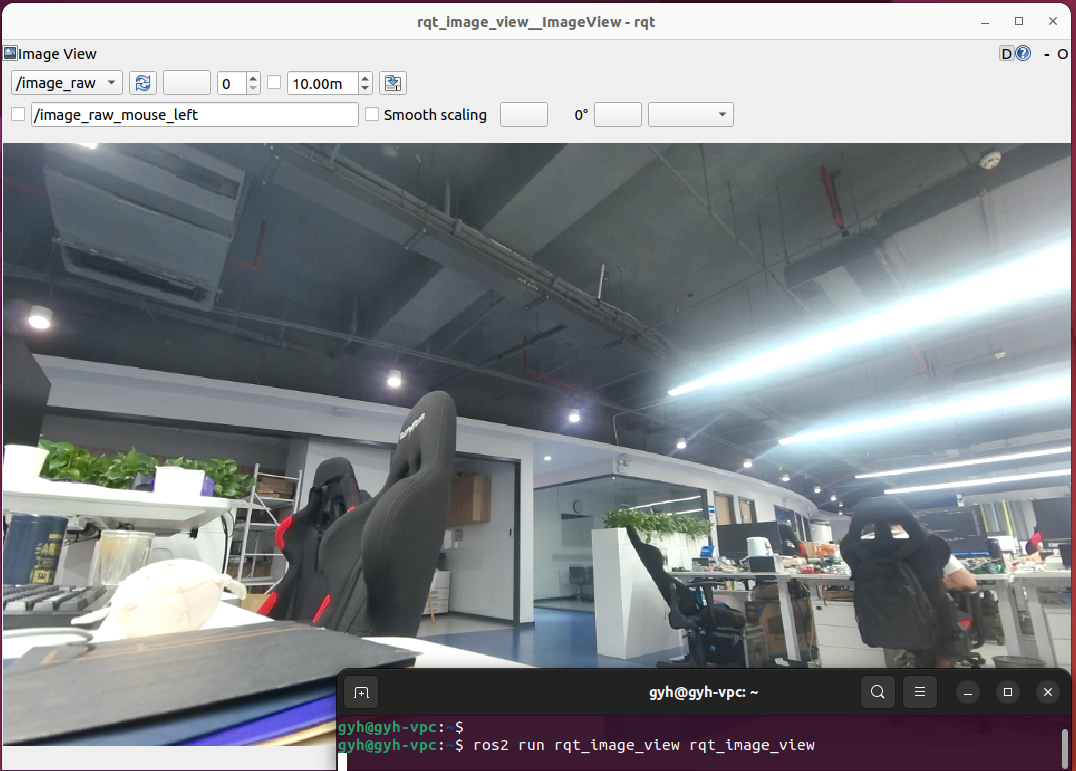 rqt_image_view__ImageView - rqt
Image View
D
- O
/image_raw
0
10.00m
/image_raw_mouse_left
Smooth scaling
0°
gyh@gyh-vpc: ~
gyh@gyh-vpc:~$
gyh@gyh-vpc:~$ ros2 run rqt_image_view rqt_image_view